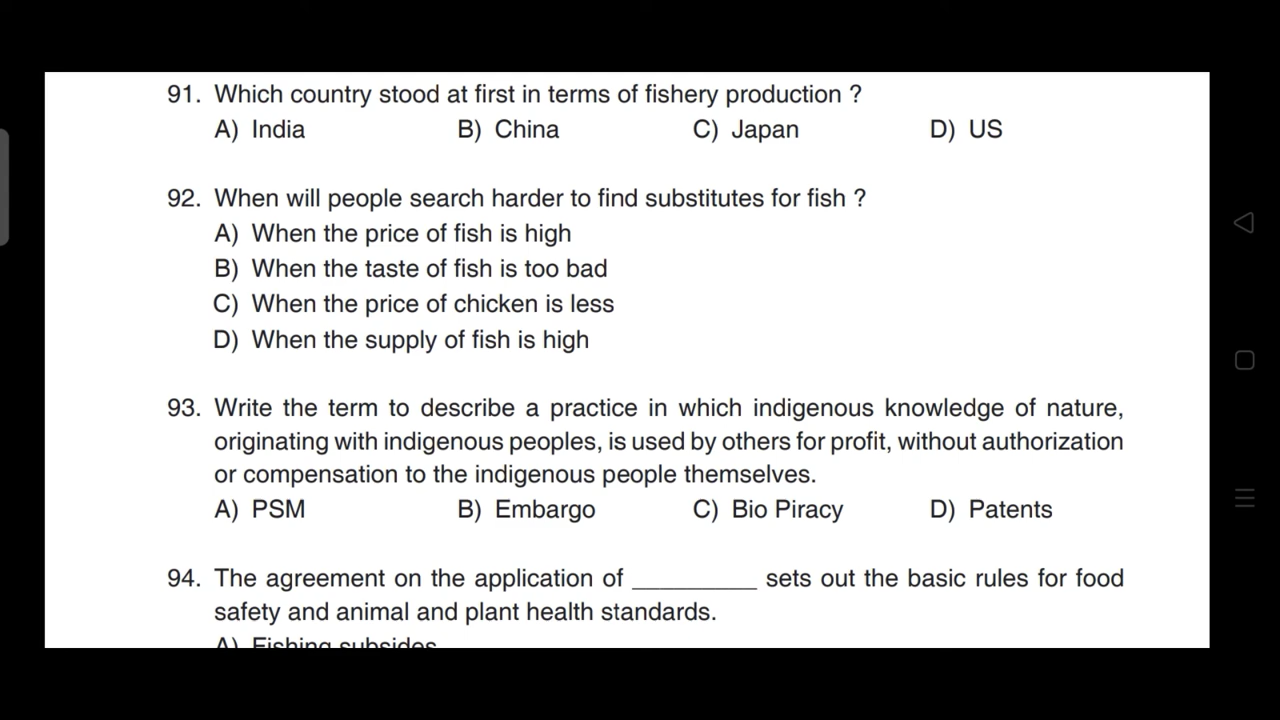 91. Which country stood at first in terms of fishery production ?
A) India B) China C) Japan D) US
92. When will people search harder to find substitutes for fish ?
A) When the price of fish is high
B) When the taste of fish is too bad
C) When the price of chicken is less
D) When the supply of fish is high
93. Write the term to describe a practice in which indigenous knowledge of nature,
originating with indigenous peoples, is used by others for profit, without authorization
or compensation to the indigenous people themselves.
A) PSM B) Embargo C) Bio Piracy D) Patents
94. The agreement on the application of _________ sets out the basic rules for food
safety and animal and plant health standards.
A) Fishing subsides